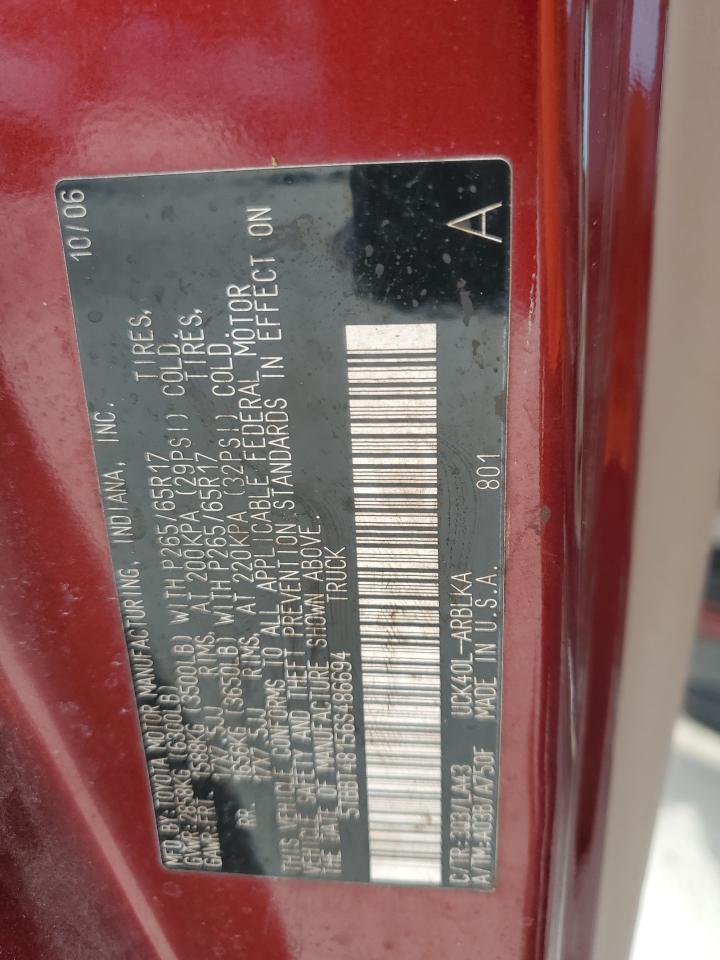 10/06
MFD. BY: TOYOTA MOTOR MANUFACTURING, INDIANA, INC.
GVWR: 2858KG (6300LB)
GAWR: FRT. 1588KG (3500LB) WITH P265/65R17 TIRES,
17X7.5JJ RIMS, AT 200KPA (29PSI) COLD.
RR. 1658KG (3650LB) WITH P265/65R17 TIRES,
17X7.5JJ RIMS, AT 220KPA (32PSI) COLD.
THIS VEHICLE CONFORMS TO ALL APPLICABLE FEDERAL MOTOR
VEHICLE SAFETY AND THEFT PREVENTION STANDARDS IN EFFECT ON
THE DATE OF MANUFACTURE SHOWN ABOVE.
5TBBT48156S486694 TRUCK
A
C/TR: 3Q3/LAK3 UCK40L-ARBLKA 801
A/TM: A03B/A750F MADE IN U.S.A.